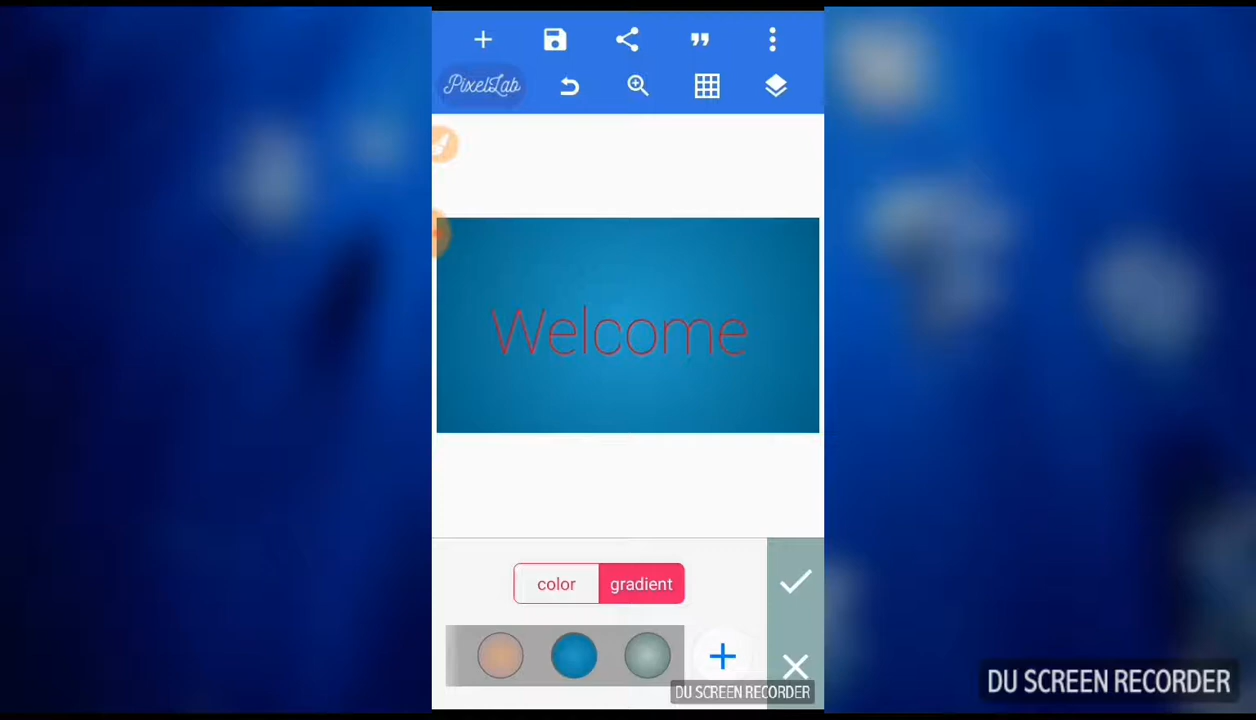 PixelLab
Welcome
color gradient
DU SCREEN RECORDER
DU SCREEN RECORDER